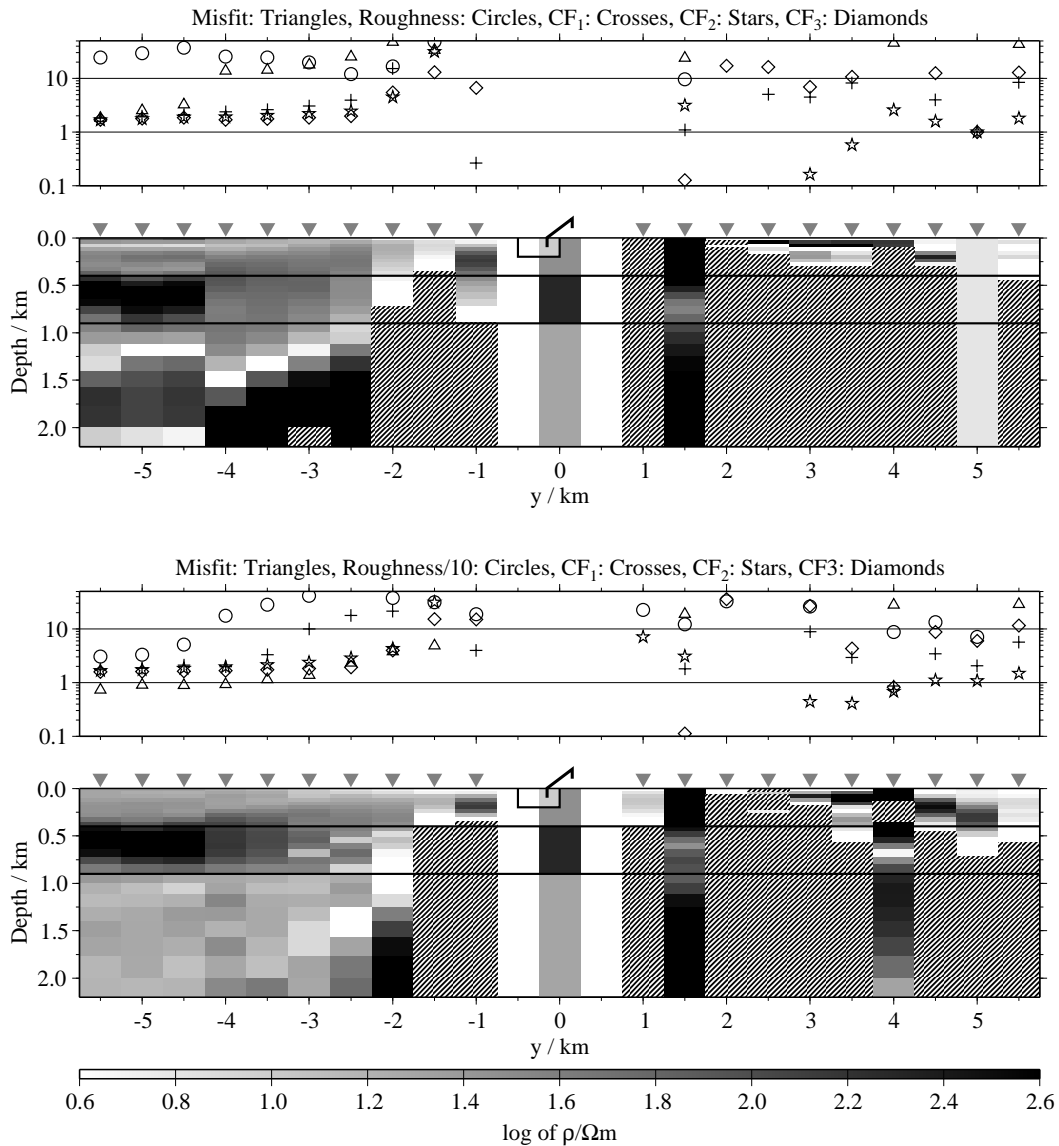 Misfit: Triangles, Roughness: Circles, CF₁: Crosses, CF₂: Stars, CF₃: Diamonds
10
1
0.1
0.0
0.5
1.0
1.5
2.0
Depth / km
-5 -4 -3 -2 -1 0 1 2 3 4 5
y / km
Misfit: Triangles, Roughness/10: Circles, CF₁: Crosses, CF₂: Stars, CF3: Diamonds
10
1
0.1
0.0
0.5
1.0
1.5
2.0
Depth / km
-5 -4 -3 -2 -1 0 1 2 3 4 5
y / km
0.6 0.8 1.0 1.2 1.4 1.6 1.8 2.0 2.2 2.4 2.6
log of ρ/Ωm